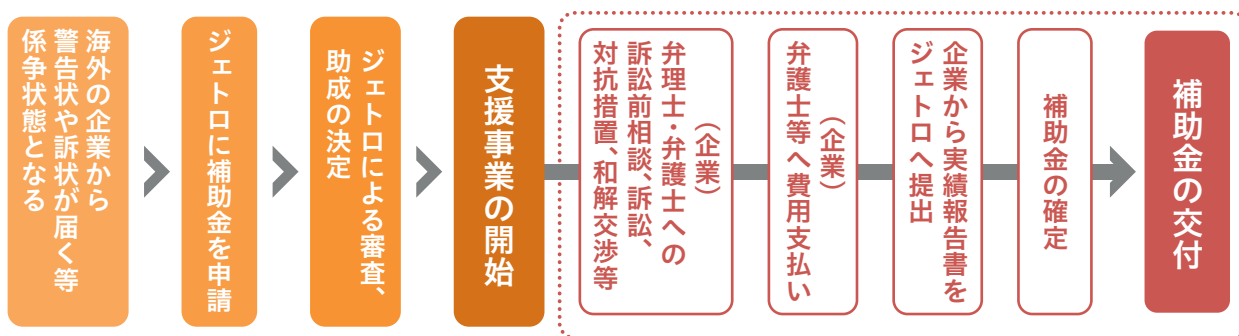 海外の企業から
警告状や訴状が届く等
係争状態となる
ジェトロに補助金を申請
ジェトロによる審査、
助成の決定
支援事業の開始
（企業）
弁理士・弁護士への
訴訟前相談、訴訟、
対抗措置、和解交渉等
（企業）
弁護士等へ費用支払い
企業から実績報告書を
ジェトロへ提出
補助金の確定
補助金の交付